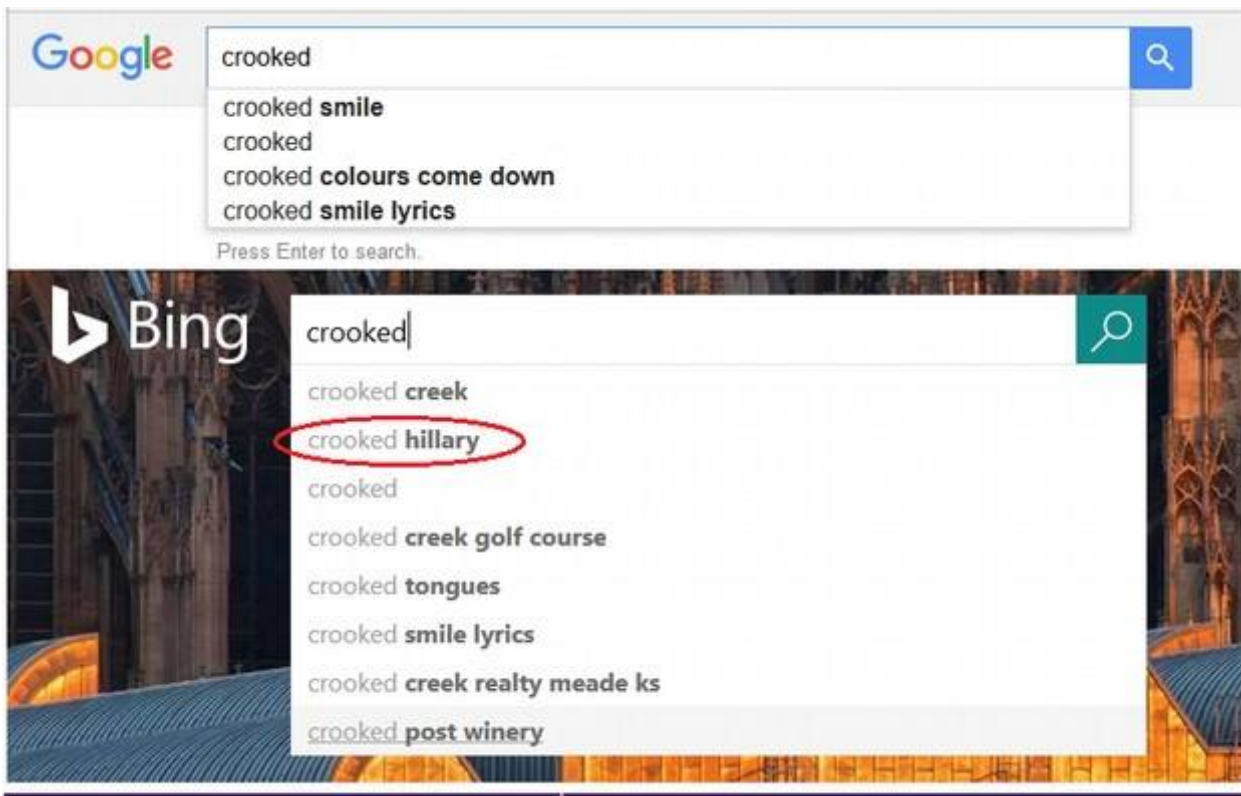 Google
crooked
crooked smile
crooked
crooked colours come down
crooked smile lyrics
Press Enter to search.
Bing
crooked
crooked creek
crooked hillary
crooked
crooked creek golf course
crooked tongues
crooked smile lyrics
crooked creek realty meade ks
crooked post winery